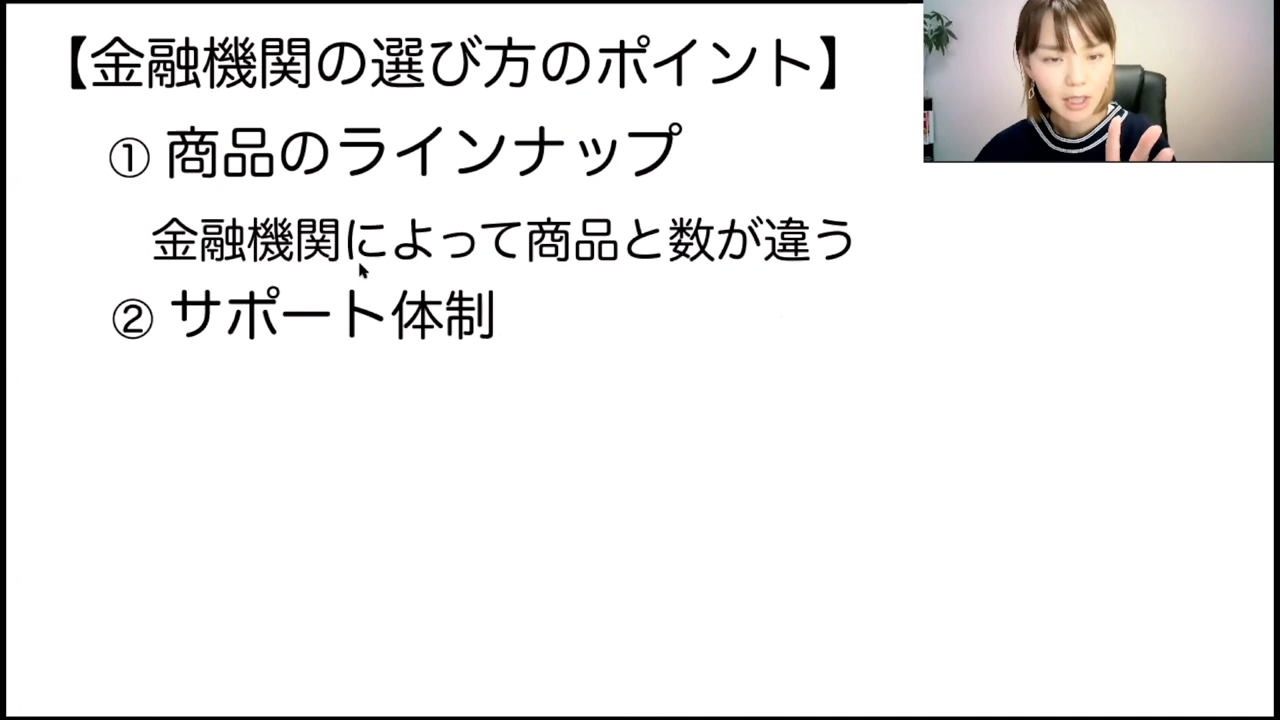 【金融機関の選び方のポイント】
① 商品のラインナップ
金融機関によって商品と数が違う
② サポート体制